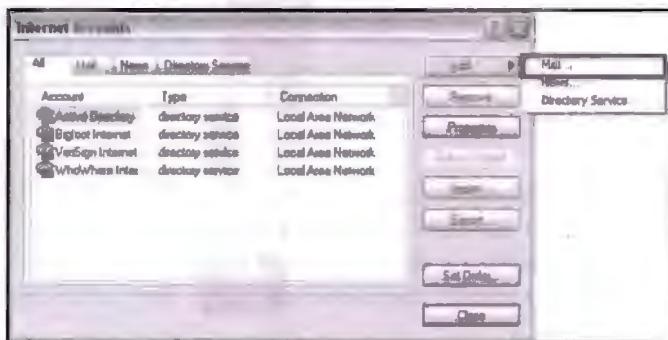 Internet Accounts
All Mail News Directory Service
Add
Mail ...
News...
Directory Service
Account Type Connection
Active Directory directory service Local Area Network
Bigfoot Internet directory service Local Area Network
VeriSign Internet directory service Local Area Network
WhoWhere Inter directory service Local Area Network
Remove
Properties
Import...
Export...
Set Order...
Close